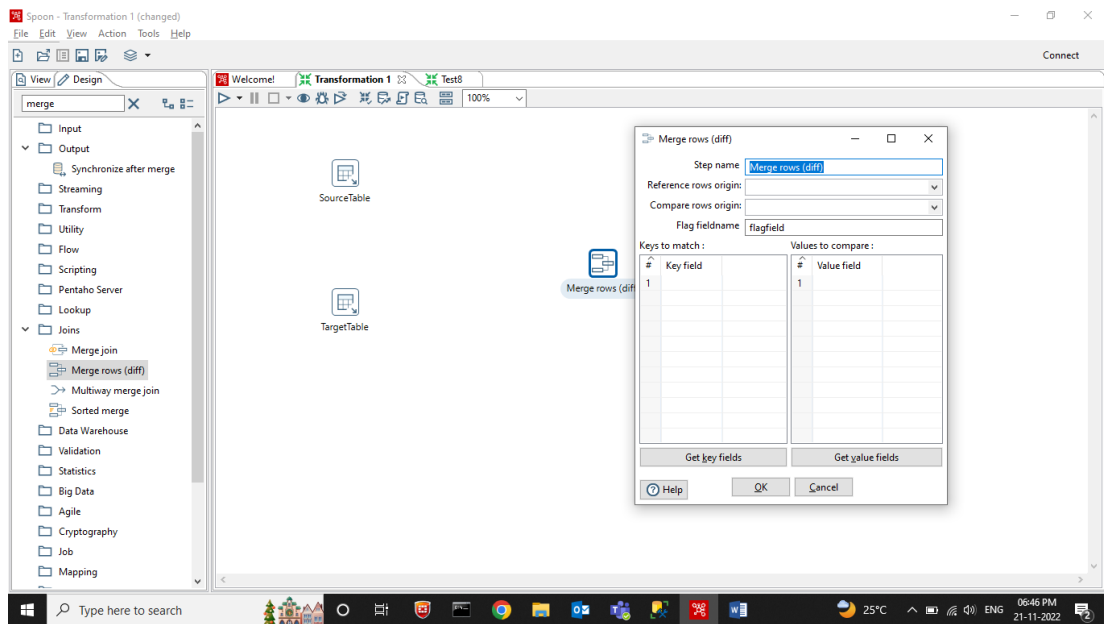 Spoon - Transformation 1 (changed)
File Edit View Action Tools Help
Connect
View Design
Welcome! Transformation 1 Test8
merge
100%
Input
Output
Synchronize after merge
Streaming
Transform
Utility
Flow
Scripting
Pentaho Server
Lookup
Joins
Merge join
Merge rows (diff)
Multiway merge join
Sorted merge
Data Warehouse
Validation
Statistics
Big Data
Agile
Cryptography
Job
Mapping
SourceTable
TargetTable
Merge rows (diff
Merge rows (diff)
Step name Merge rows (diff)
Reference rows origin:
Compare rows origin:
Flag fieldname flagfield
Keys to match : Values to compare :
# Key field # Value field
1 1
Get key fields Get value fields
Help OK Cancel
Type here to search
25°C ENG 06:46 PM
21-11-2022
2